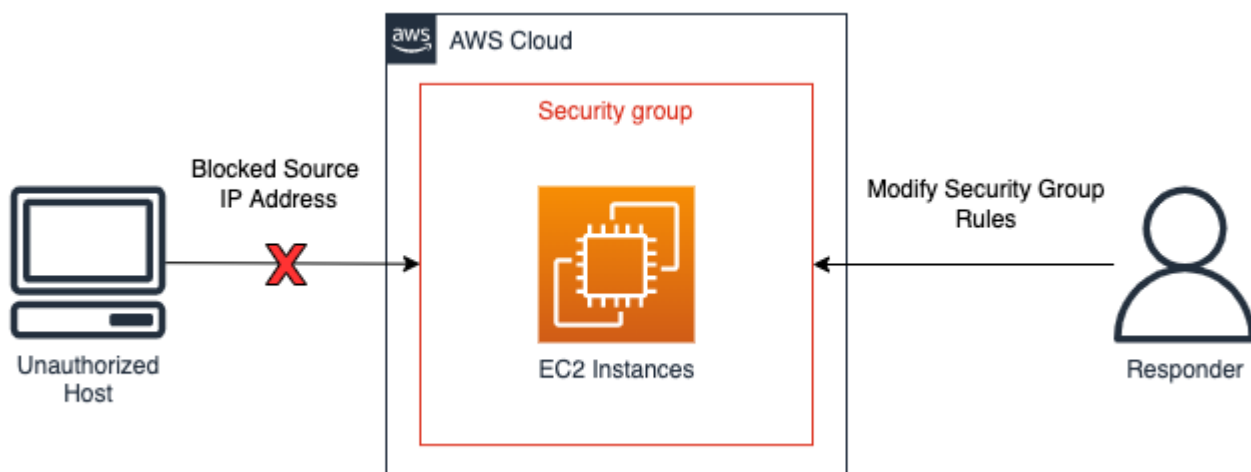 aws
AWS Cloud
Security group
Blocked Source
IP Address
Modify Security Group
Rules
Unauthorized
Host
EC2 Instances
Responder